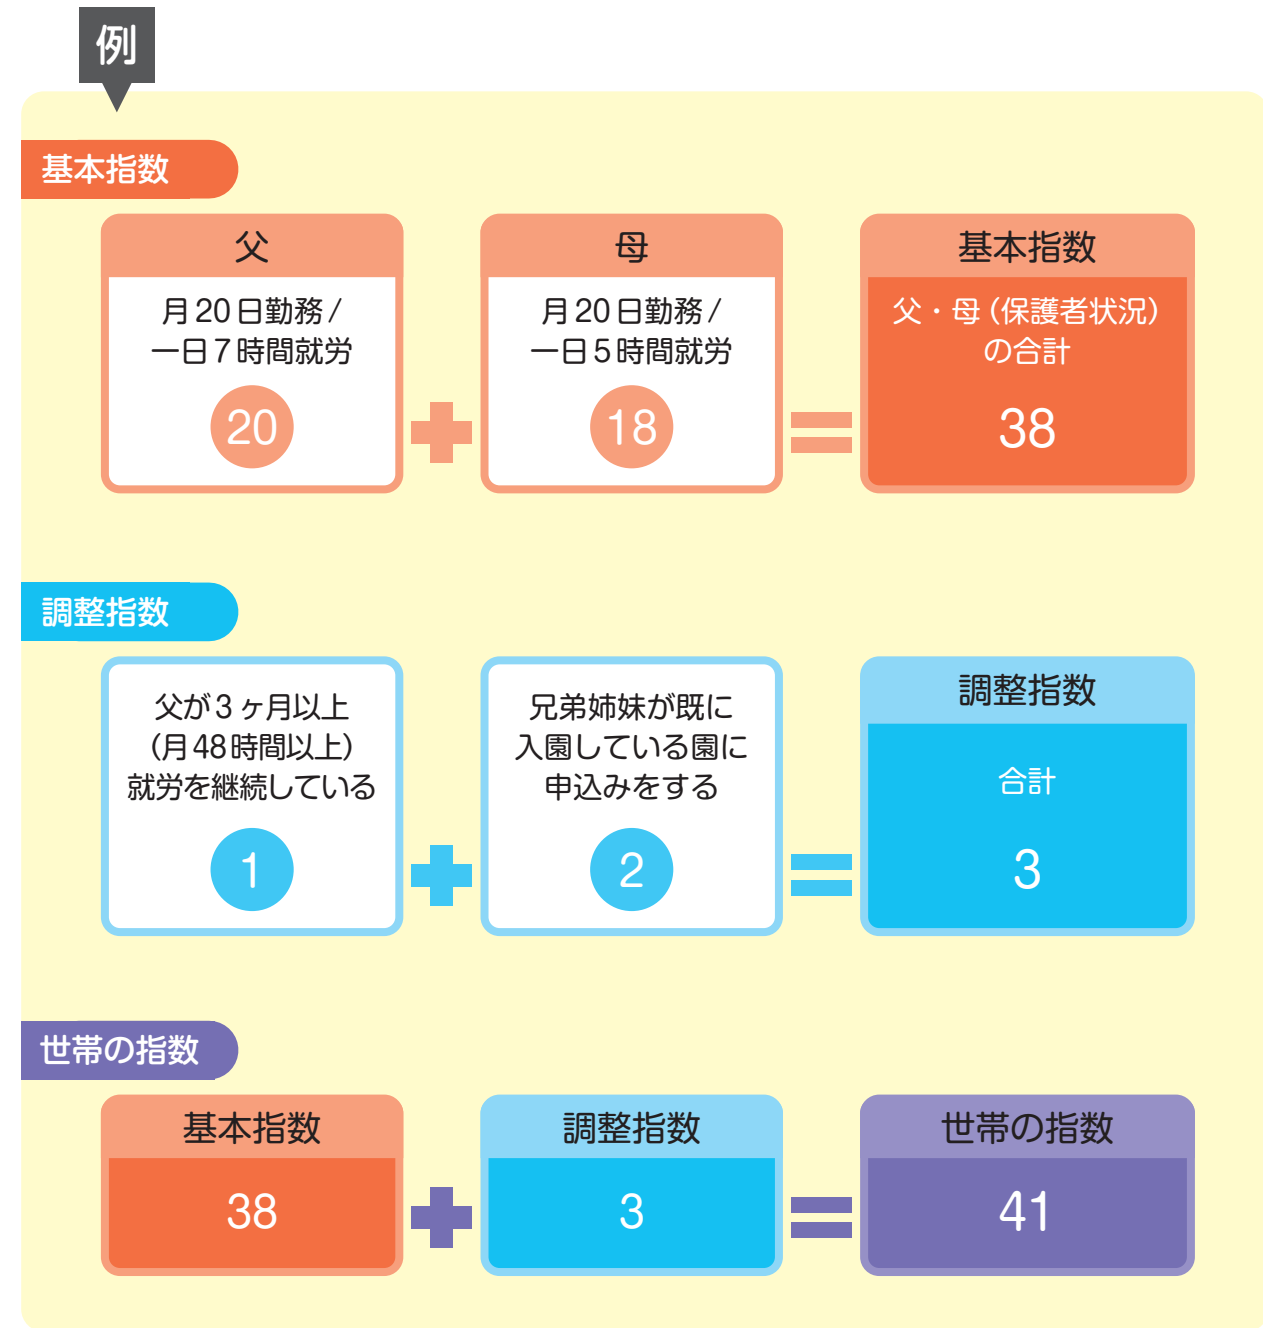 例
基本指数
父
月20日勤務/
一日7時間就労
20
母
月20日勤務/
一日5時間就労
18
基本指数
父・母(保護者状況)
の合計
38
調整指数
父が3ヶ月以上
(月48時間以上)
就労を継続している
1
兄弟姉妹が既に
入園している園に
申込みをする
2
調整指数
合計
3
世帯の指数
基本指数
38
調整指数
3
世帯の指数
41